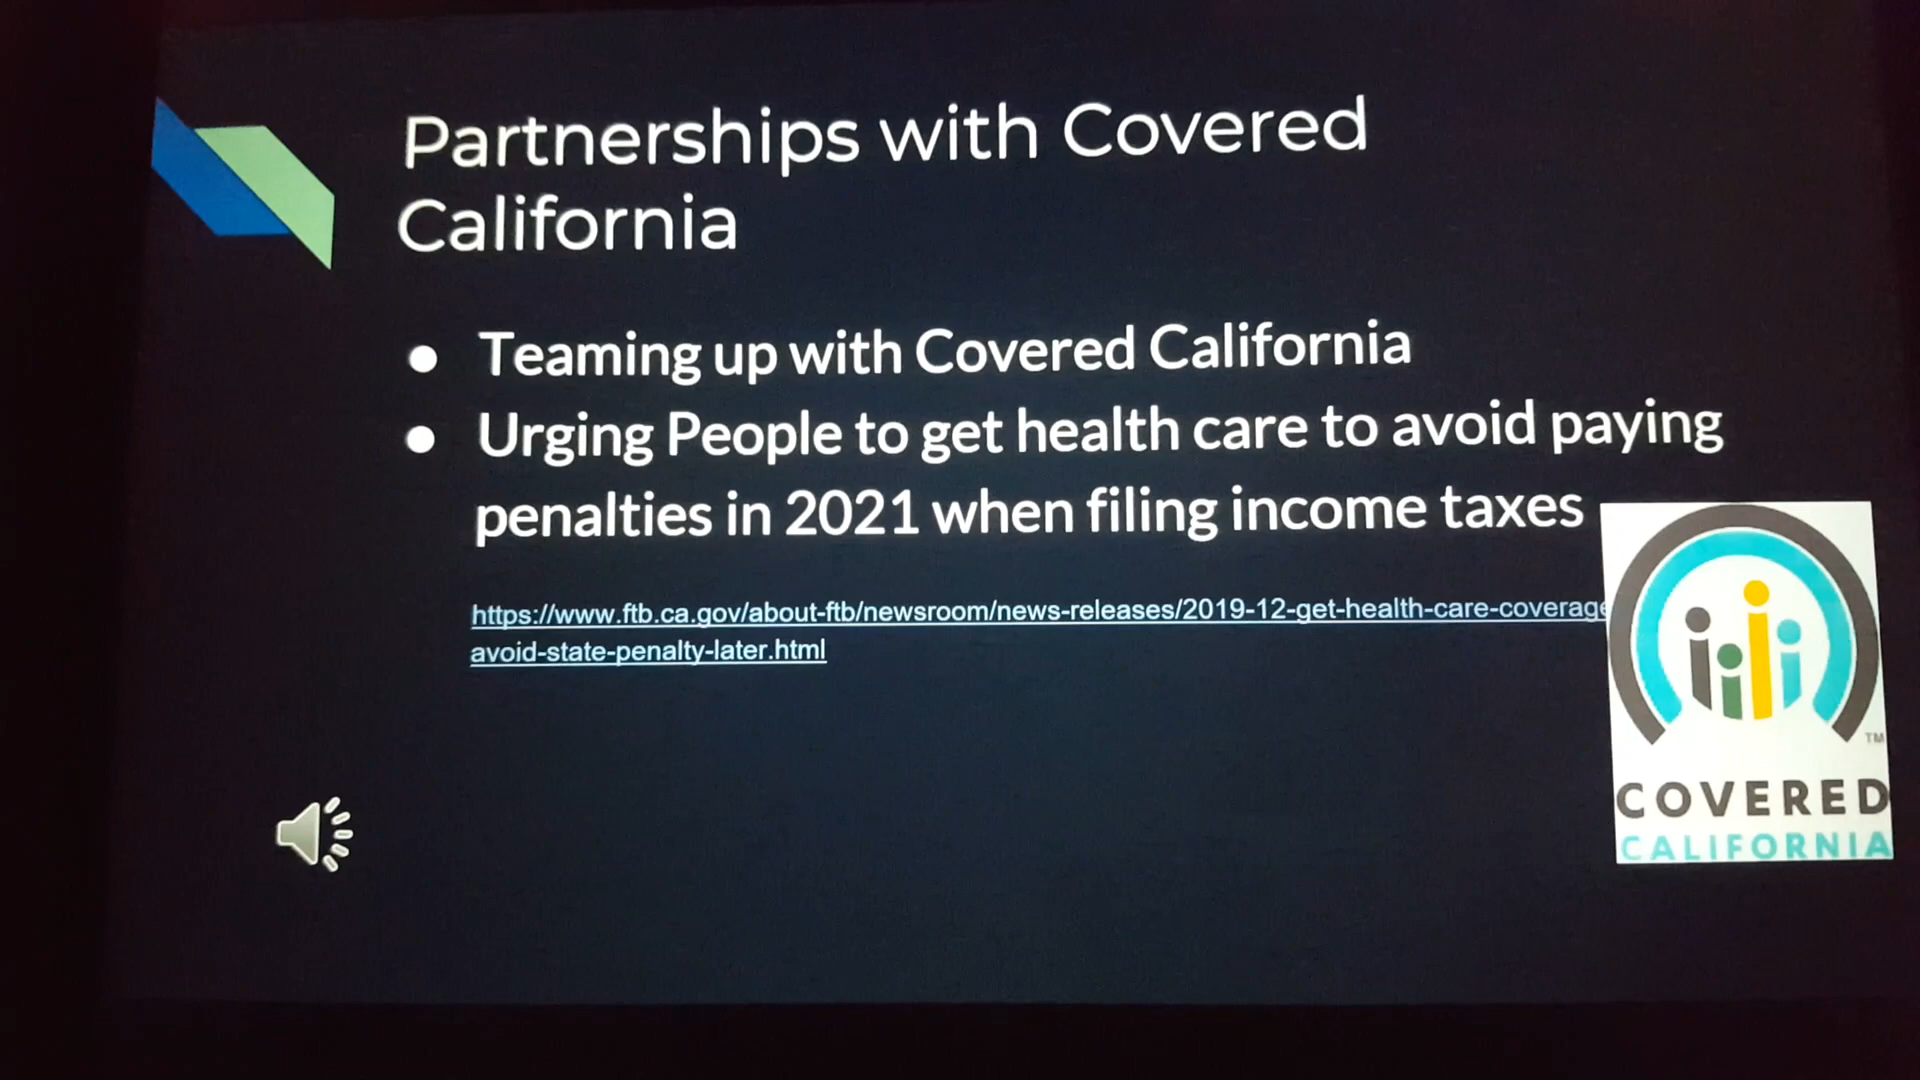 Partnerships with Covered
California
● Teaming up with Covered California
● Urging People to get health care to avoid paying
penalties in 2021 when filing income taxes
https://www.ftb.ca.gov/about-ftb/newsroom/news-releases/2019-12-get-health-care-coverage
avoid-state-penalty-later.html
TM
COVERED
CALIFORNIA